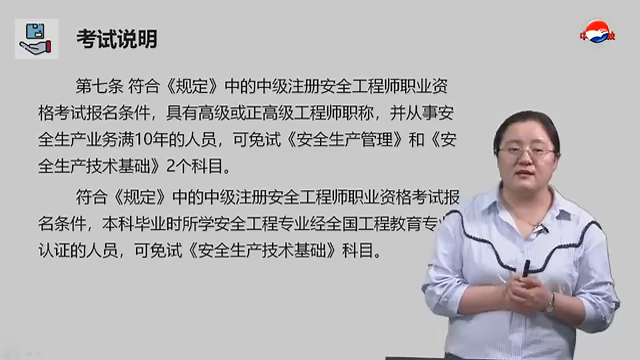 考试说明
第七条 符合《规定》中的中级注册安全工程师职业资
格考试报名条件，具有高级或正高级工程师职称，并从事安
全生产业务满10年的人员，可免试《安全生产管理》和《安
全生产技术基础》2个科目。
符合《规定》中的中级注册安全工程师职业资格考试报
名条件，本科毕业时所学安全工程专业经全国工程教育专业
认证的人员，可免试《安全生产技术基础》科目。